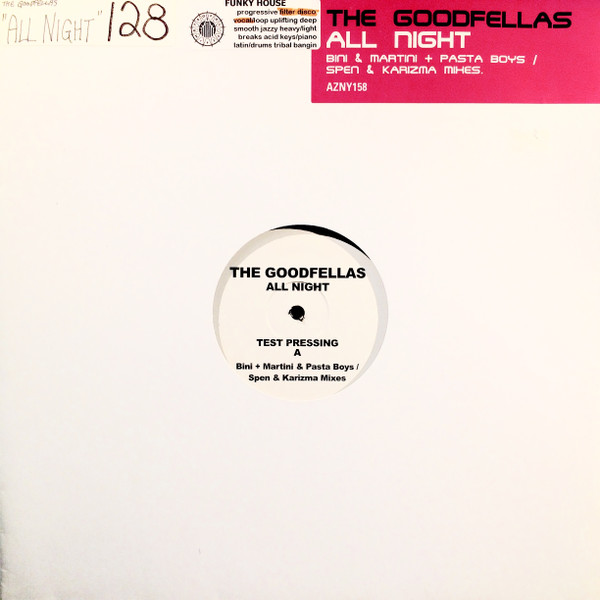 THE GOODFELLAS
"ALL NIGHT" 128
FUNKY HOUSE
progressive filter disco
vocal loop uplifting deep
smooth jazzy heavy/light
breaks acid keys/piano
latin/drums tribal bangin
THE GOODFELLAS
ALL NIGHT
BINI & MARTINI + PASTA BOYS /
SPEN & KARIZMA MIXES.
AZNY158
THE GOODFELLAS
ALL NIGHT
TEST PRESSING
A
Bini + Martini & Pasta Boys /
Spen & Karizma Mixes